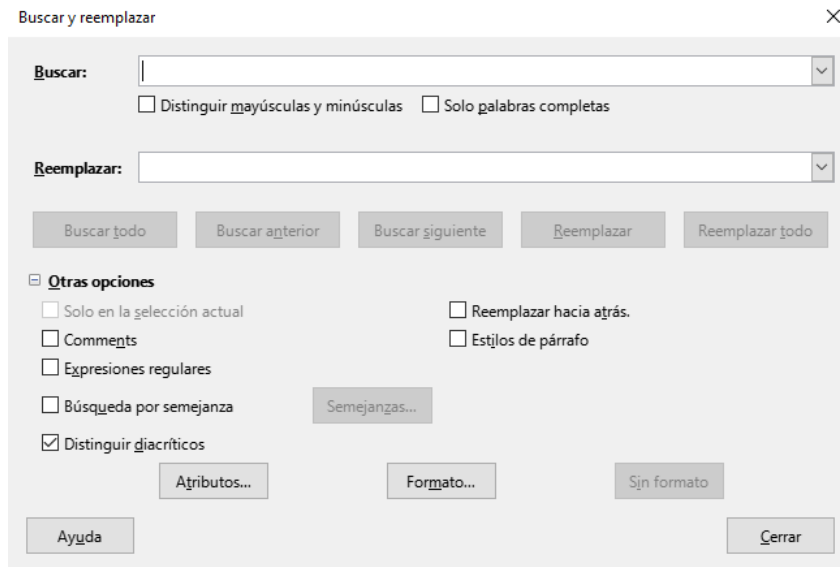 Buscar y reemplazar
Buscar:
Distinguir mayúsculas y minúsculas Solo palabras completas
Reemplazar:
Buscar todo Buscar anterior Buscar siguiente Reemplazar Reemplazar todo
Otras opciones
Solo en la selección actual Reemplazar hacia atrás.
Comments Estilos de párrafo
Expresiones regulares
Búsqueda por semejanza Semejanzas...
Distinguir diacríticos
Atributos... Formato... Sin formato
Ayuda Cerrar